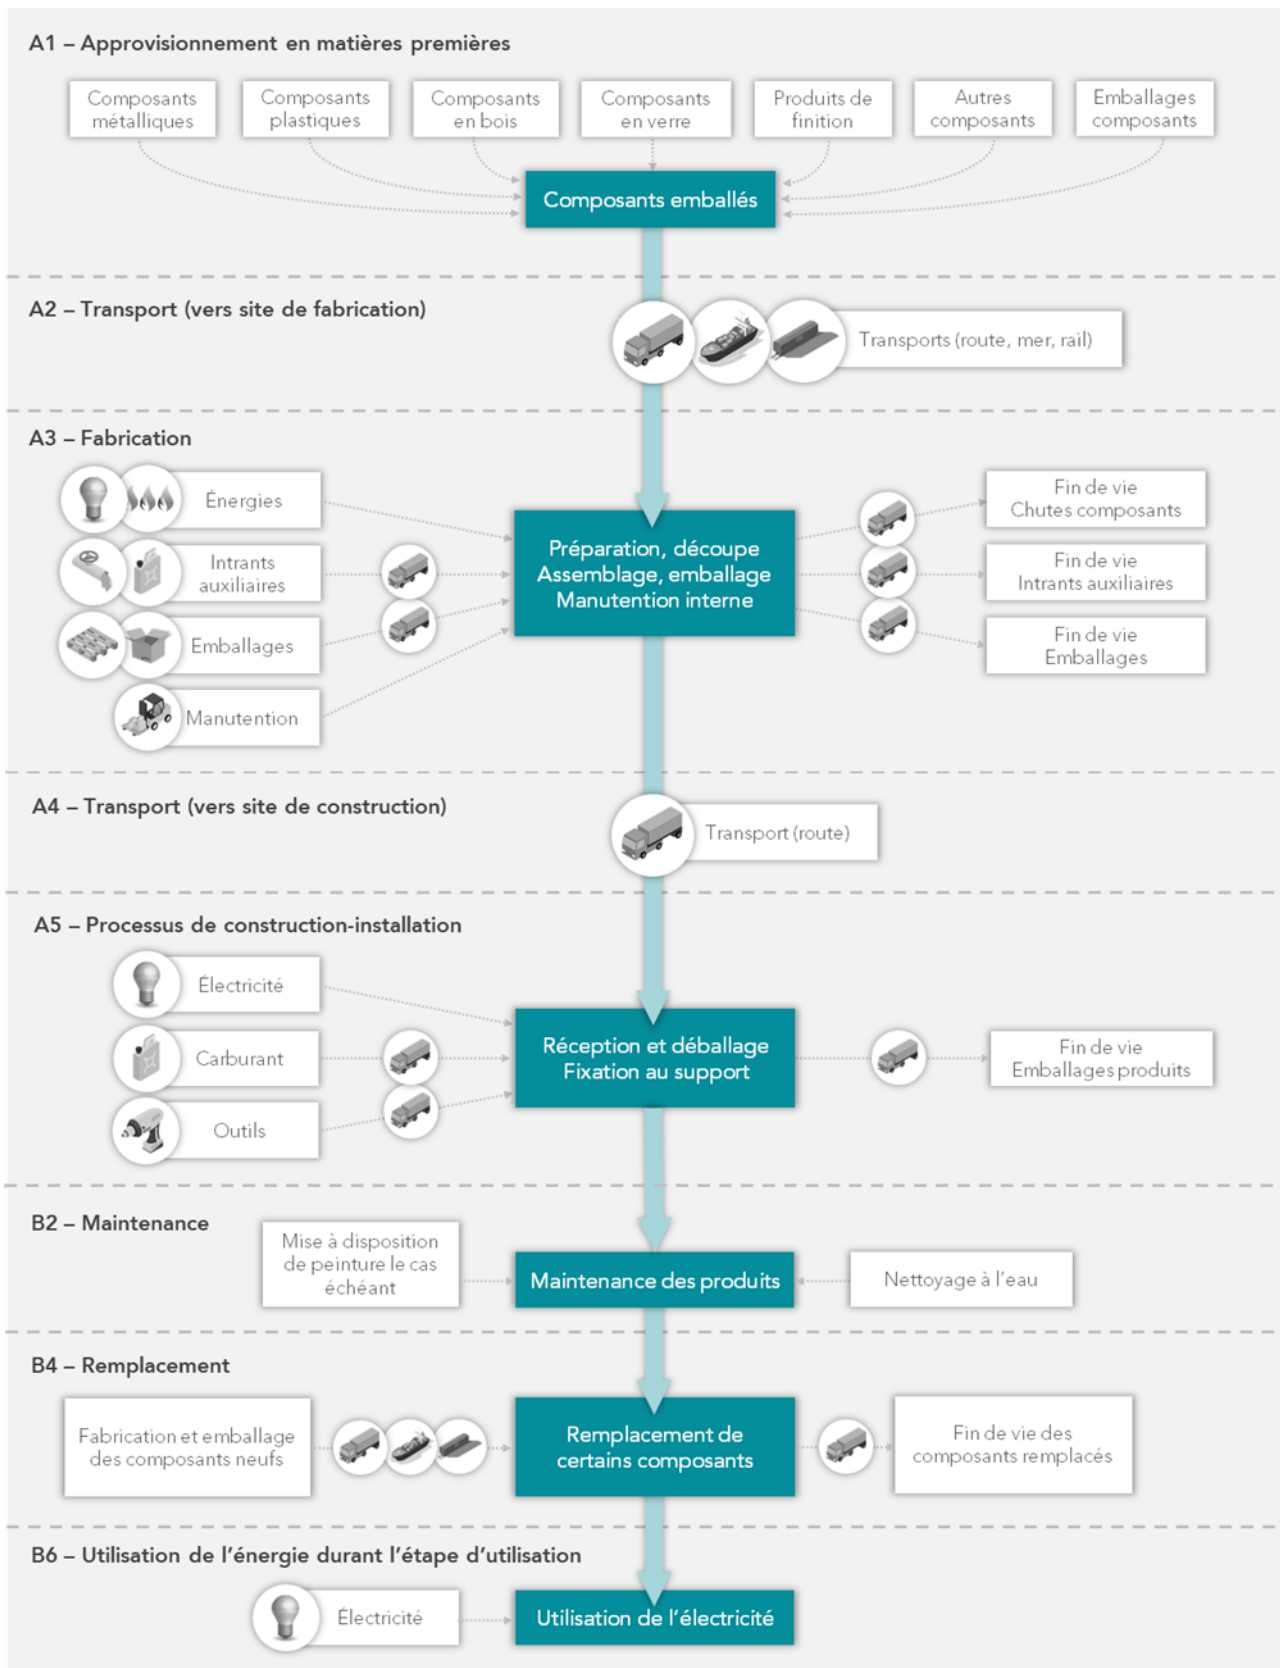 A1 – Approvisionnement en matières premières
Composants
métalliques
Composants
plastiques
Composants
en bois
Composants
en verre
Produits de
finition
Autres
composants
Emballages
composants
Composants emballés
A2 – Transport (vers site de fabrication)
Transports (route, mer, rail)
A3 – Fabrication
Énergies
Intrants
auxiliaires
Emballages
Manutention
Préparation, découpe
Assemblage, emballage
Manutention interne
Fin de vie
Chutes composants
Fin de vie
Intrants auxiliaires
Fin de vie
Emballages
A4 – Transport (vers site de construction)
Transport (route)
A5 – Processus de construction-installation
Électricité
Carburant
Outils
Réception et déballage
Fixation au support
Fin de vie
Emballages produits
B2 – Maintenance
Mise à disposition
de peinture le cas
échéant
Maintenance des produits
Nettoyage à l'eau
B4 – Remplacement
Fabrication et emballage
des composants neufs
Remplacement de
certains composants
Fin de vie des
composants remplacés
B6 – Utilisation de l'énergie durant l'étape d'utilisation
Électricité
Utilisation de l'électricité